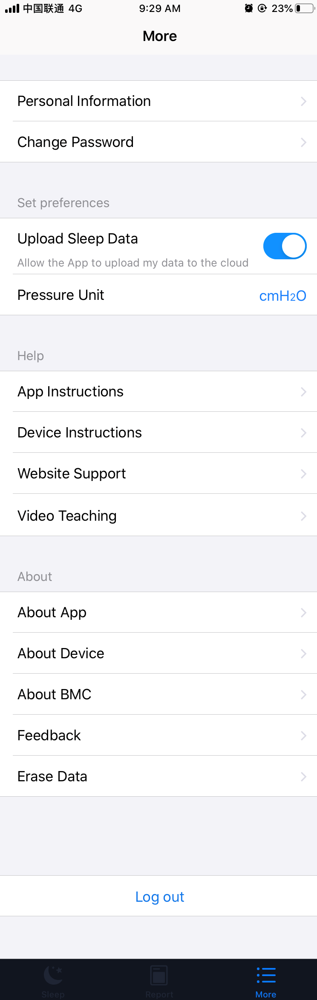 中国联通 4G 9:29 AM 23%
More
Personal Information
Change Password
Set preferences
Upload Sleep Data
Allow the App to upload my data to the cloud
Pressure Unit cmH2O
Help
App Instructions
Device Instructions
Website Support
Video Teaching
About
About App
About Device
About BMC
Feedback
Erase Data
Log out
Sleep Report More